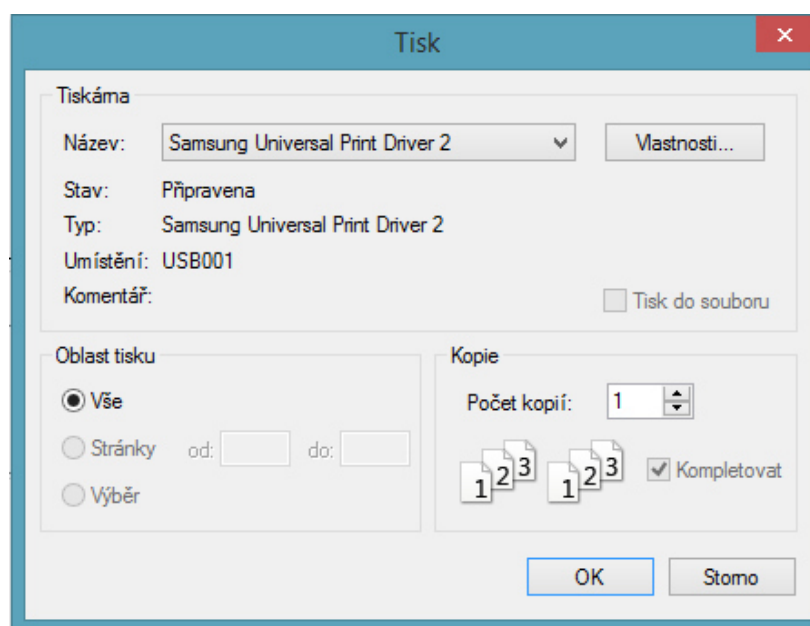 Tisk
Tiskárna
Název: Samsung Universal Print Driver 2 Vlastnosti...
Stav: Připravena
Typ: Samsung Universal Print Driver 2
Umístění: USB001
Komentář:
Tisk do souboru
Oblast tisku
Vše
Stránky od: do:
Výběr
Kopie
Počet kopií: 1
1 2 3 1 2 3 Kompletovat
OK Storno